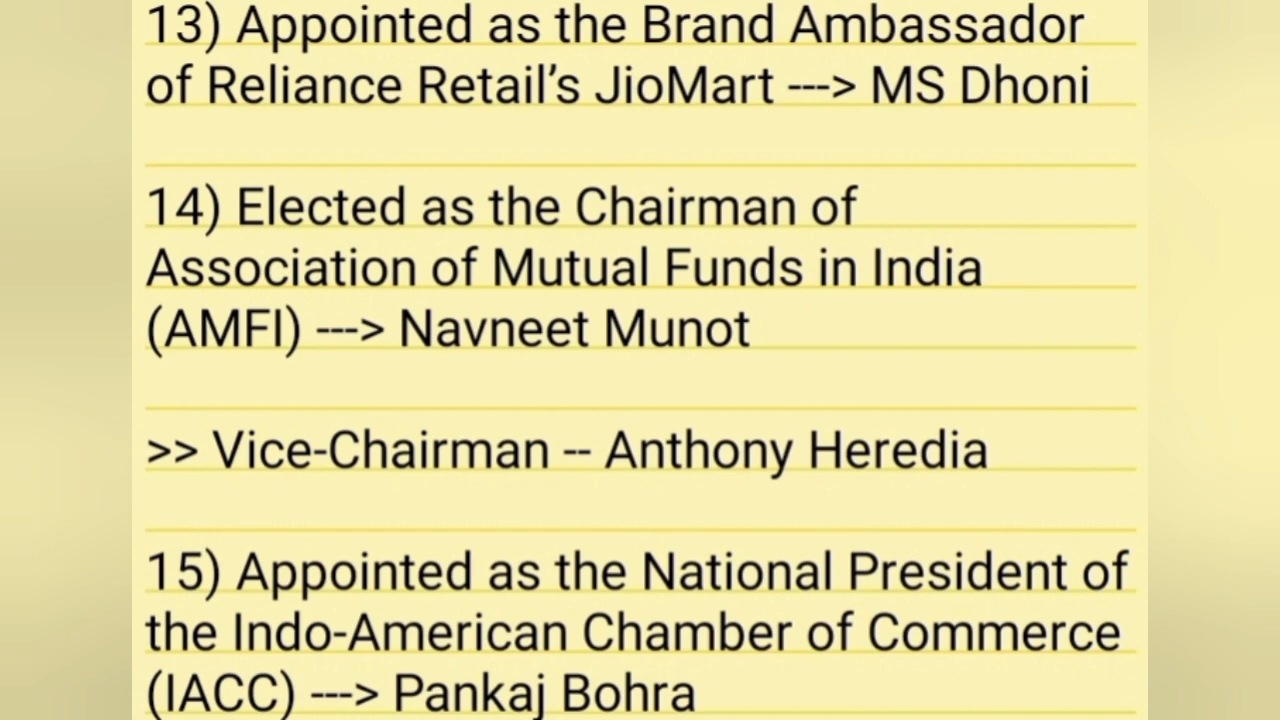 13) Appointed as the Brand Ambassador
of Reliance Retail’s JioMart ---> MS Dhoni
14) Elected as the Chairman of
Association of Mutual Funds in India
(AMFI) ---> Navneet Munot
>> Vice-Chairman -- Anthony Heredia
15) Appointed as the National President of
the Indo-American Chamber of Commerce
(IACC) ---> Pankaj Bohra